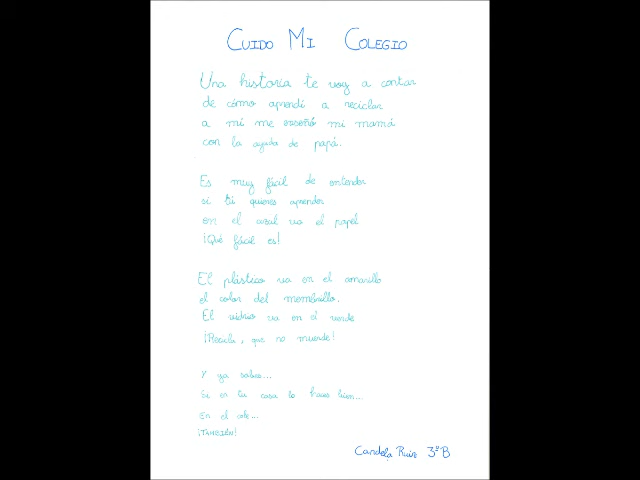 CUIDO MI COLEGIO
Una historia te voy a contar
de cómo aprendí a reciclar
a mi me enseñó mi mamá
con la ayuda de papá.
Es muy fácil de entender
si tú quieres aprender
en el azul va el papel
¡Qué fácil es!
El plástico va en el amarillo
el color del membrillo.
El vidrio va en el verde
¡Recicla, que no muerde!
Y ya sabes...
Si en tu casa lo haces bien...
En el cole...
¡TAMBIÉN!
Candela Ruiz 3ºB